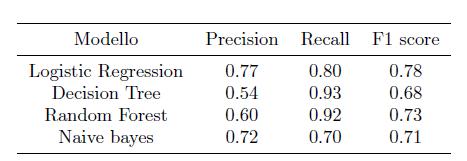 Modello Precision Recall F1 score
Logistic Regression 0.77 0.80 0.78
Decision Tree 0.54 0.93 0.68
Random Forest 0.60 0.92 0.73
Naive bayes 0.72 0.70 0.71